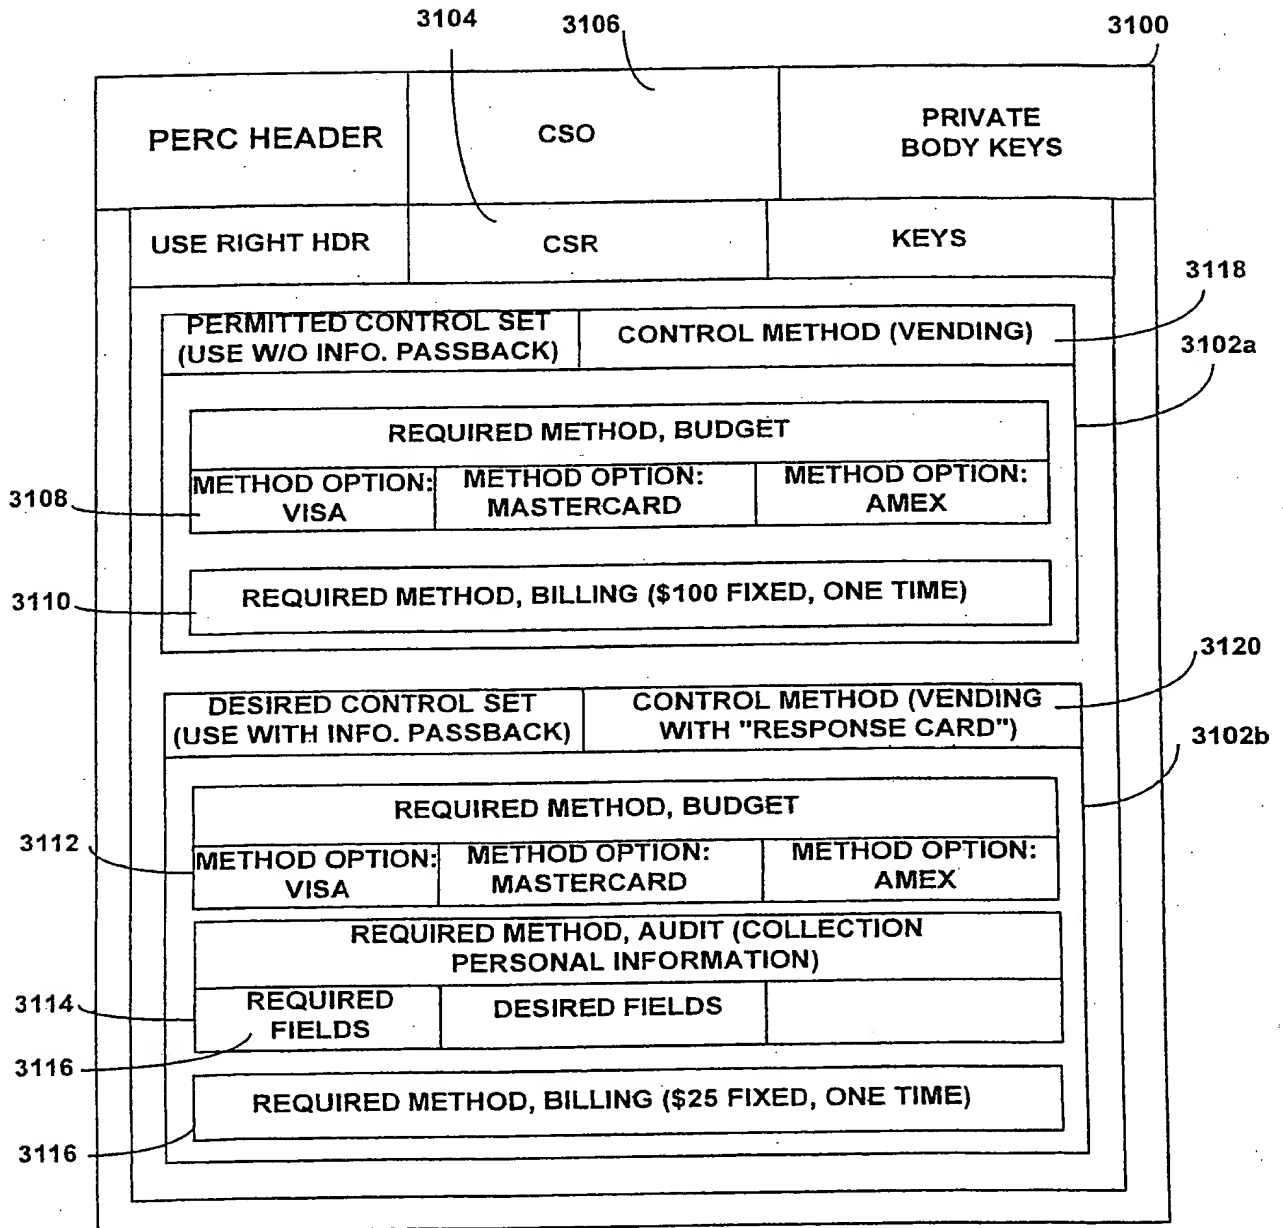 3104
3106
3100
PERC HEADER
CSO
PRIVATE
BODY KEYS
USE RIGHT HDR
CSR
KEYS
3118
PERMITTED CONTROL SET
(USE W/O INFO. PASSBACK)
CONTROL METHOD (VENDING)
3102a
REQUIRED METHOD, BUDGET
3108
METHOD OPTION:
VISA
METHOD OPTION:
MASTERCARD
METHOD OPTION:
AMEX
3110
REQUIRED METHOD, BILLING ($100 FIXED, ONE TIME)
3120
DESIRED CONTROL SET
(USE WITH INFO. PASSBACK)
CONTROL METHOD (VENDING
WITH "RESPONSE CARD")
3102b
REQUIRED METHOD, BUDGET
3112
METHOD OPTION:
VISA
METHOD OPTION:
MASTERCARD
METHOD OPTION:
AMEX
REQUIRED METHOD, AUDIT (COLLECTION
PERSONAL INFORMATION)
3114
REQUIRED
FIELDS
DESIRED FIELDS
3116
REQUIRED METHOD, BILLING ($25 FIXED, ONE TIME)
3116